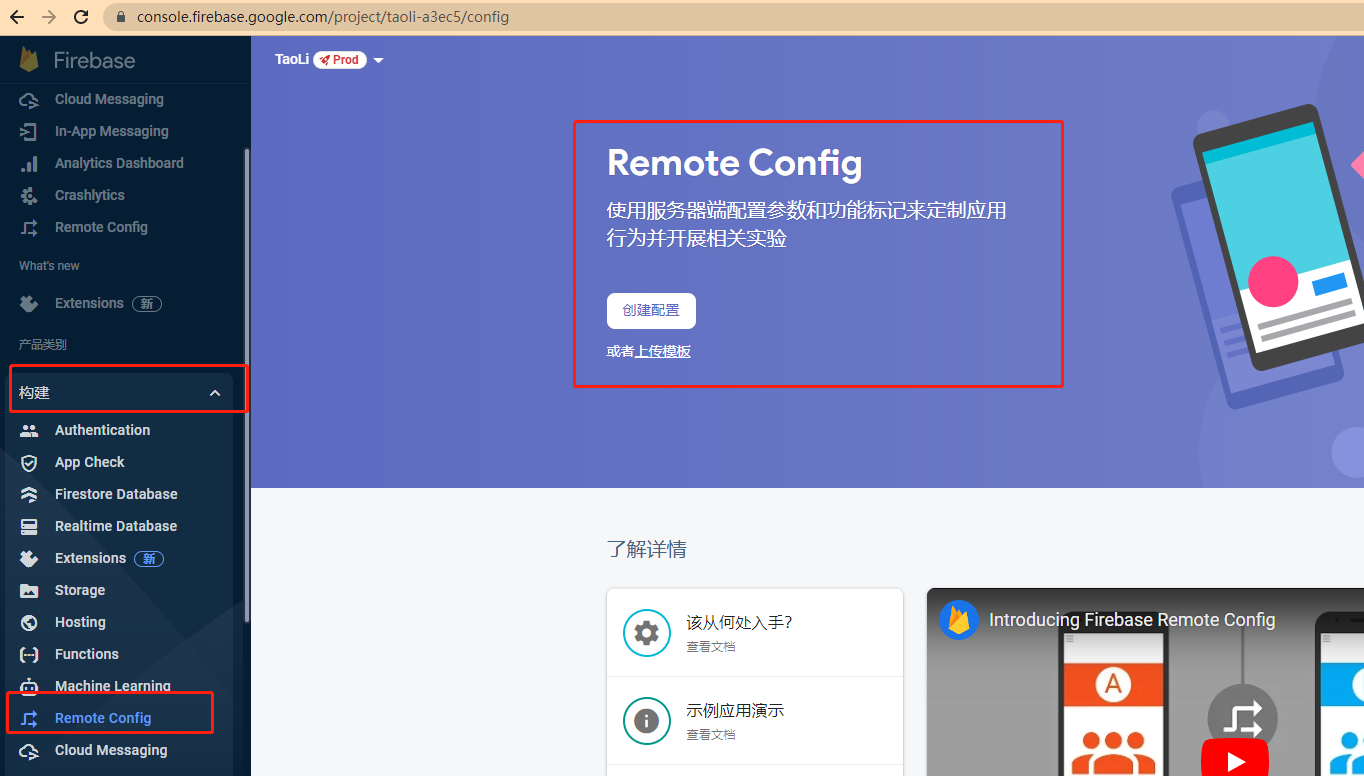 console.firebase.google.com/project/taoli-a3ec5/config
Firebase
Cloud Messaging
In-App Messaging
Analytics Dashboard
Crashlytics
Remote Config
What's new
Extensions 新
产品类别
构建
Authentication
App Check
Firestore Database
Realtime Database
Extensions 新
Storage
Hosting
Functions
Machine Learning
Remote Config
Cloud Messaging
TaoLi Prod
Remote Config
使用服务器端配置参数和功能标记来定制应用
行为并开展相关实验
创建配置
或者上传模板
了解详情
该从何处入手?
查看文档
示例应用演示
查看文档
Introducing Firebase Remote Config
A